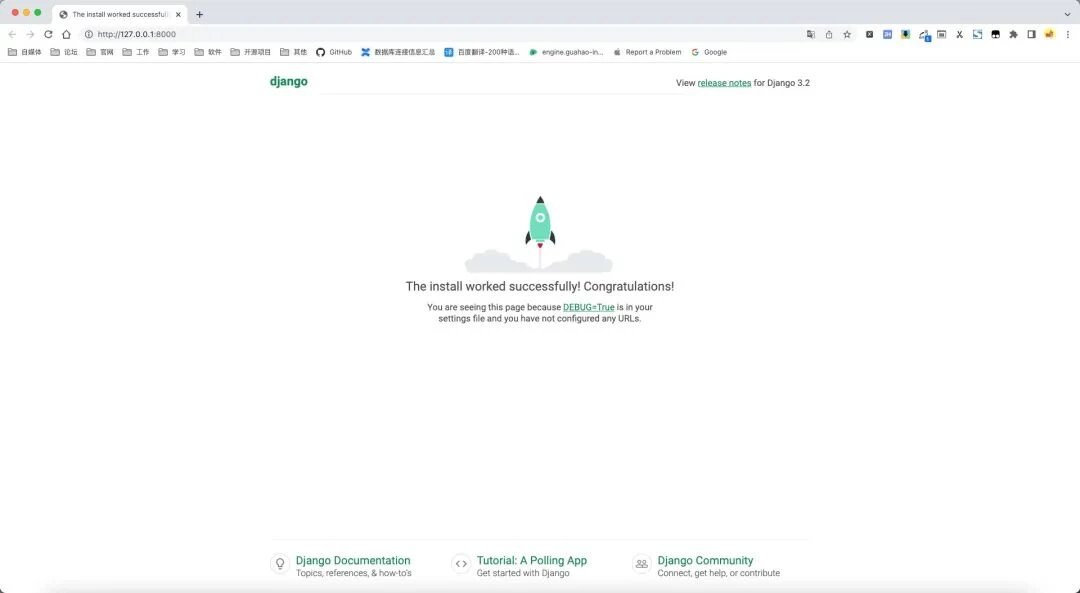 The install worked successful
http://127.0.0.1:8000
自媒体 论坛 官网 工作 学习 软件 开源项目 其他 GitHub 数据库连接信息汇总 百度翻译-200种语... engine.guahao-in... Report a Problem Google
django
View release notes for Django 3.2
The install worked successfully! Congratulations!
You are seeing this page because DEBUG=True is in your
settings file and you have not configured any URLs.
Django Documentation
Topics, references, & how-to's
Tutorial: A Polling App
Get started with Django
Django Community
Connect, get help, or contribute